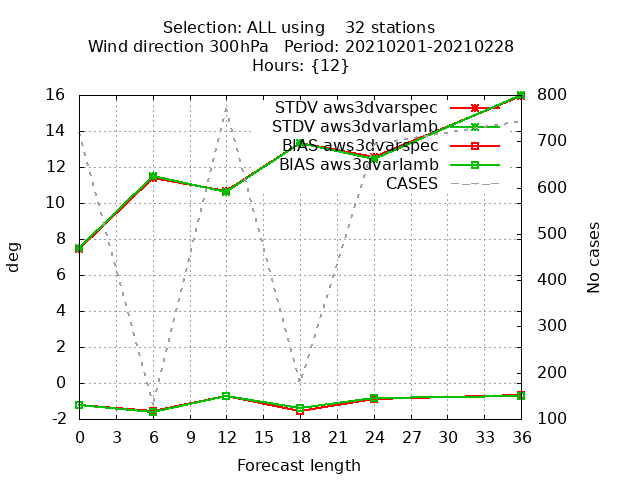 Selection: ALL using    32 stations
Wind direction 300hPa   Period: 20210201-20210228
Hours: {12}
16
14
12
10
8
6
4
2
0
-2
deg
STDV aws3dvarspec
STDV aws3dvarlamb
BIAS aws3dvarspec
BIAS aws3dvarlamb
CASES
800
700
600
500
400
300
200
100
No cases
0 3 6 9 12 15 18 21 24 27 30 33 36
Forecast length